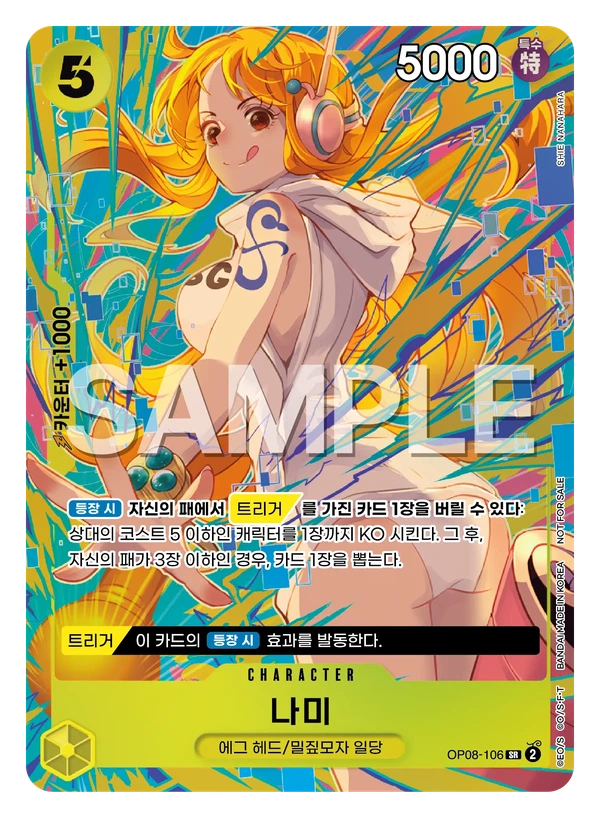 5
5000
특수
特
SHIE NANAHARA
카운터 +1000
SG
SAMPLE
등장 시 자신의 패에서 트리거 를 가진 카드 1장을 버릴 수 있다:
상대의 코스트 5 이하인 캐릭터를 1장까지 KO 시킨다. 그 후,
자신의 패가 3장 이하인 경우, 카드 1장을 뽑는다.
트리거 이 카드의 등장 시 효과를 발동한다.
CHARACTER
나미
에그 헤드/밀짚모자 일당
OP08-106 SR 2
©EO/S ©O/S·F·T BANDAI MADE IN KOREA NOT FOR SALE